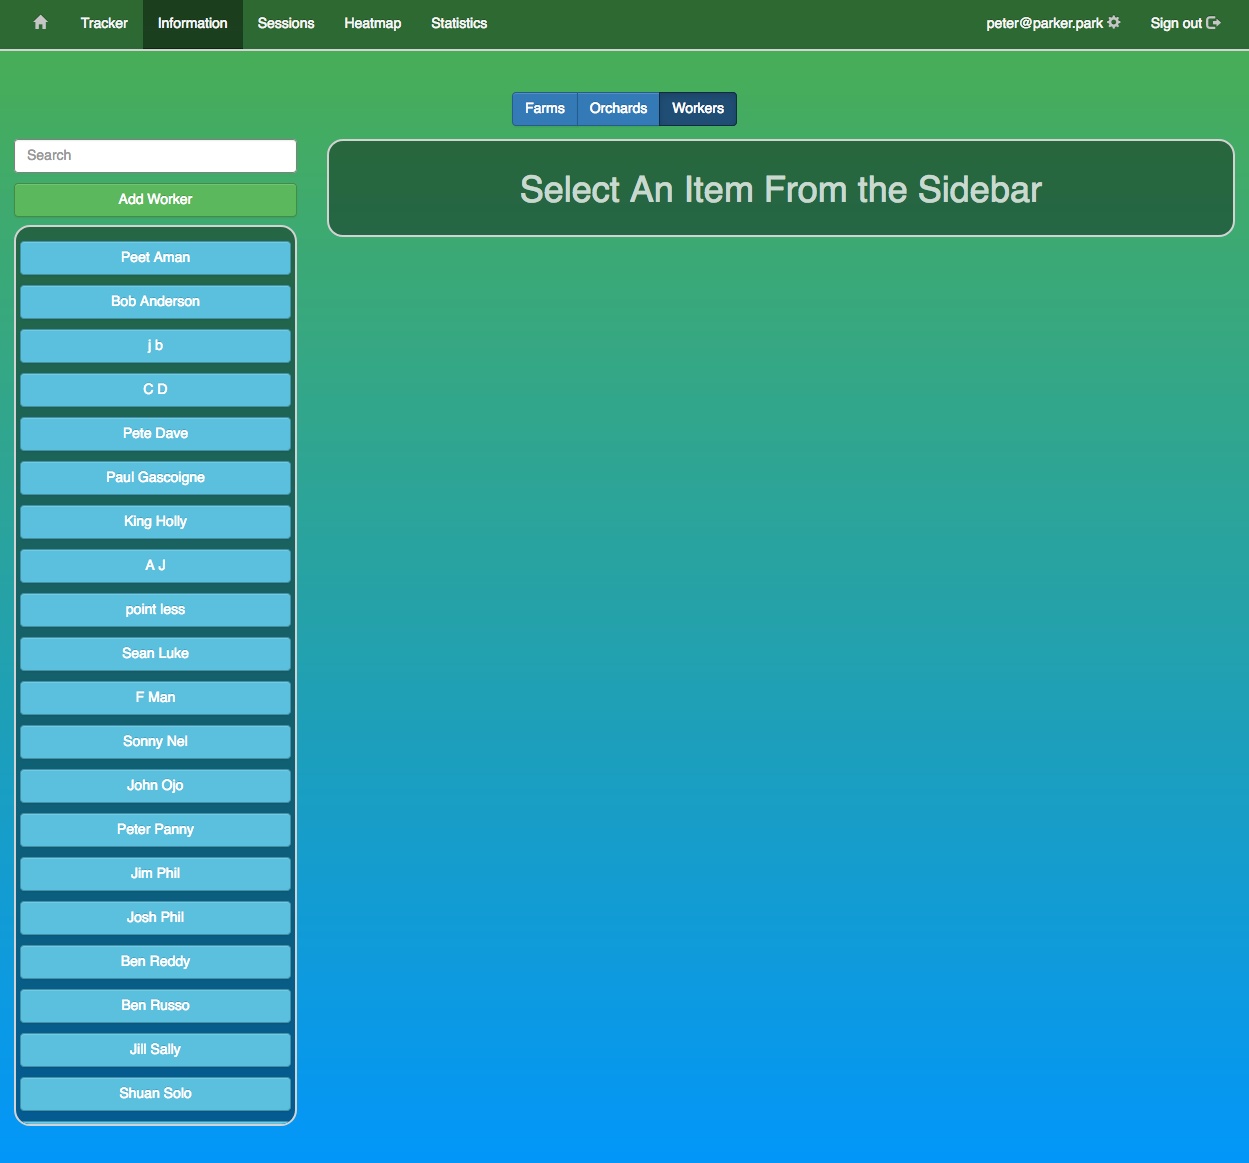 Tracker Information Sessions Heatmap Statistics peter@parker.park Sign out
Farms Orchards Workers
Search
Add Worker
Select An Item From the Sidebar
Peet Aman
Bob Anderson
j b
C D
Pete Dave
Paul Gascoigne
King Holly
A J
point less
Sean Luke
F Man
Sonny Nel
John Ojo
Peter Panny
Jim Phil
Josh Phil
Ben Reddy
Ben Russo
Jill Sally
Shuan Solo